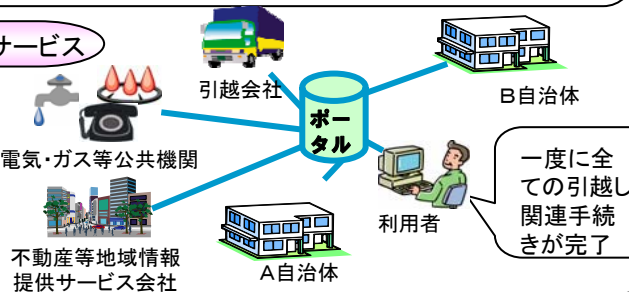 サービス
引越会社
B自治体
ポー
タル
電気・ガス等公共機関
一度に全
ての引越し
関連手続
きが完了
利用者
不動産等地域情報
提供サービス会社
A自治体